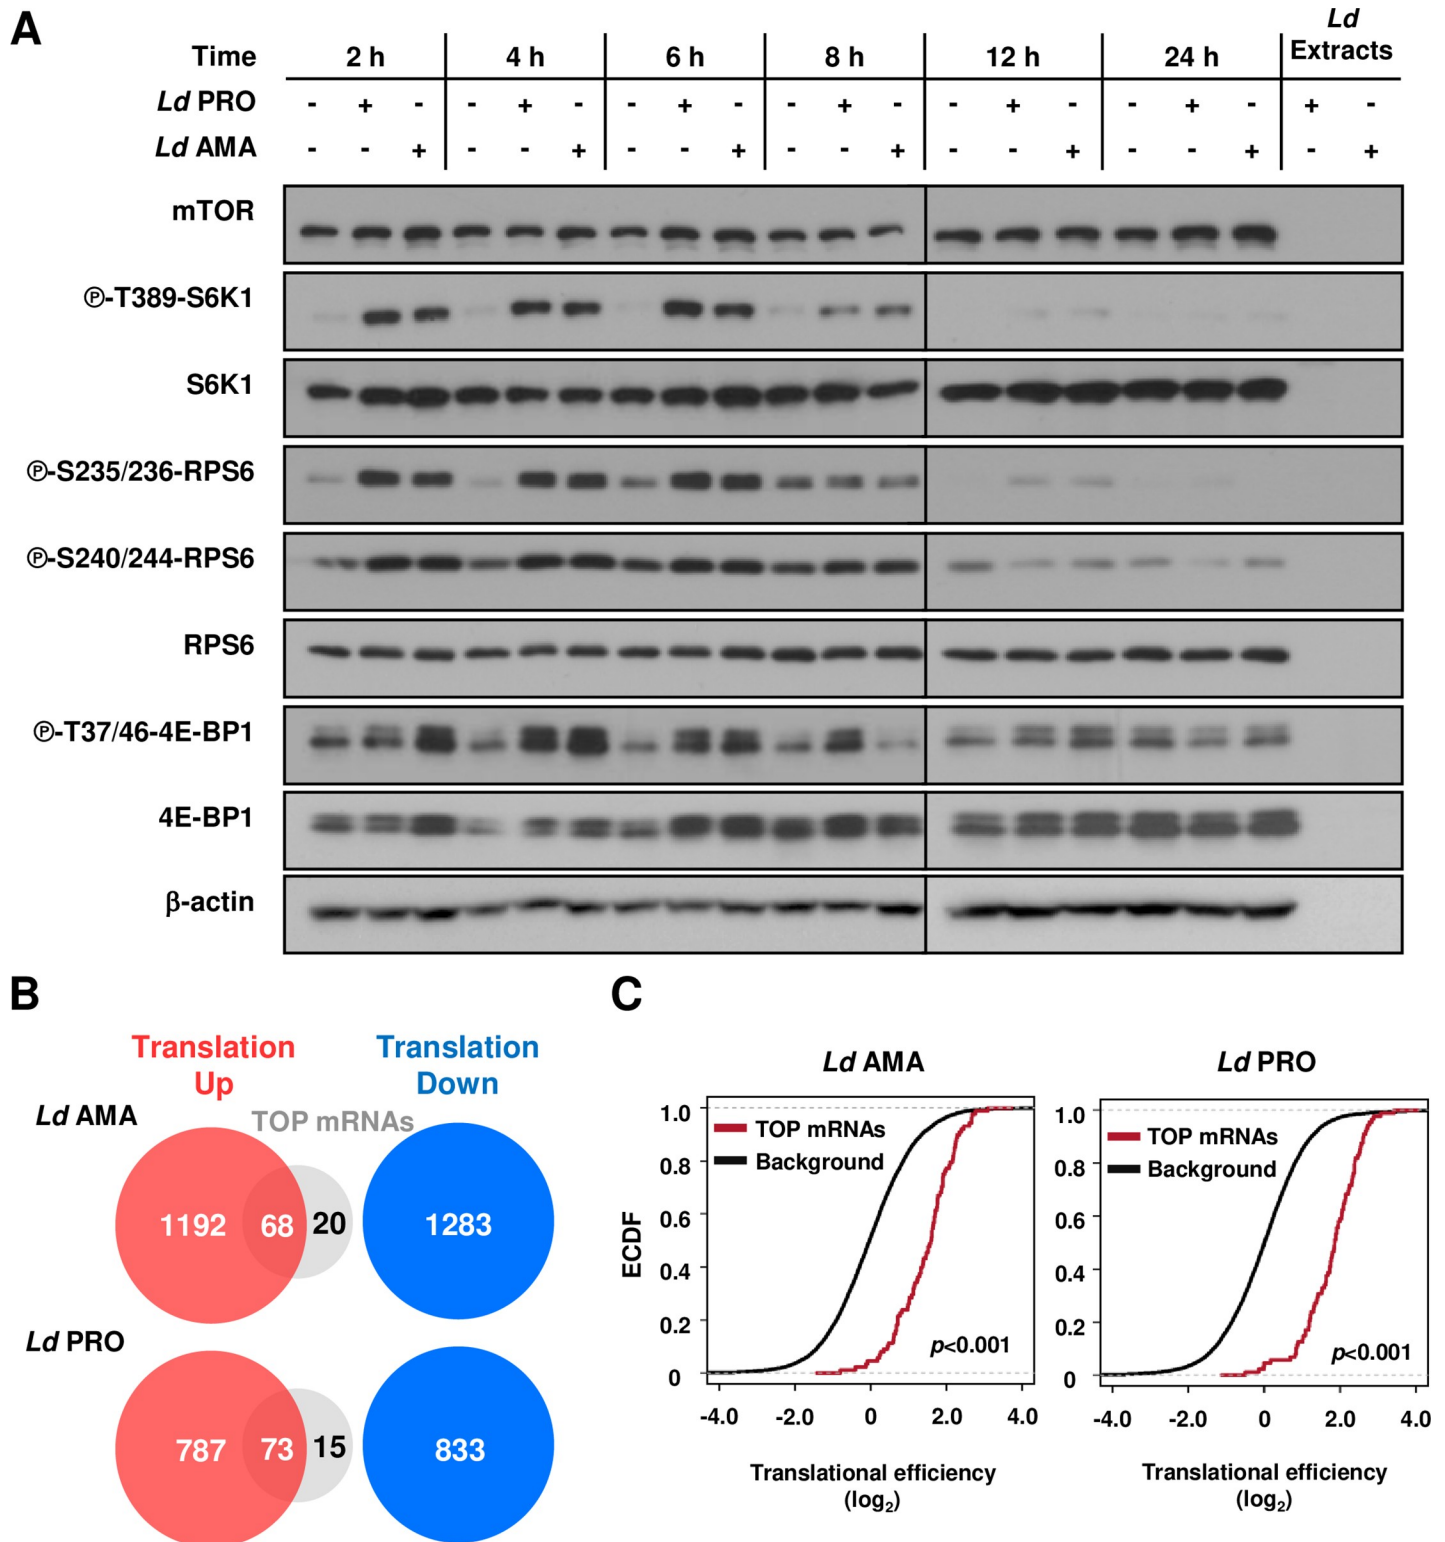 A
Time 2 h 4 h 6 h 8 h 12 h 24 h Ld Extracts
Ld PRO - + - - + - - + - - + - - + - - + - + -
Ld AMA - - + - - + - - + - - + - - + - - + - +
mTOR
Ⓟ-T389-S6K1
S6K1
Ⓟ-S235/236-RPS6
Ⓟ-S240/244-RPS6
RPS6
Ⓟ-T37/46-4E-BP1
4E-BP1
β-actin
B
Translation Up
Translation Down
Ld AMA
TOP mRNAs
1192 68 20 1283
Ld PRO
787 73 15 833
C
Ld AMA
ECDF
1.0
0.8
0.6
0.4
0.2
0
TOP mRNAs
Background
p<0.001
-4.0 -2.0 0 2.0 4.0
Translational efficiency
(log₂)
Ld PRO
1.0
0.8
0.6
0.4
0.2
0
TOP mRNAs
Background
p<0.001
-4.0 -2.0 0 2.0 4.0
Translational efficiency
(log₂)